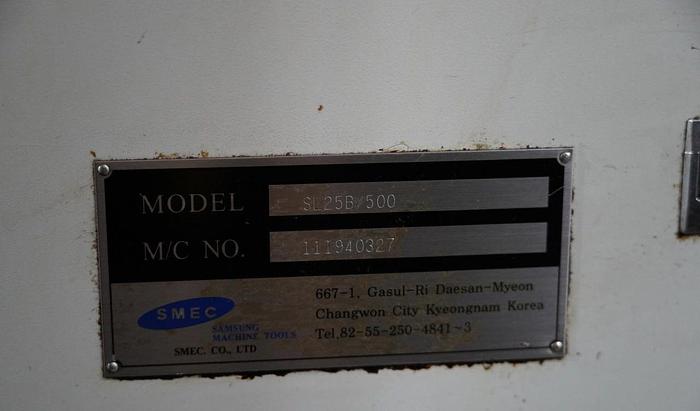 MODEL SL25B/500
M/C NO. 111940327
SMEC
SAMSUNG
MACHINE TOOLS
SMEC. CO., LTD
667-1, Gasul-Ri Daesan-Myeon
Changwon City Kyeongnam Korea
Tel,82-55-250-4841~3